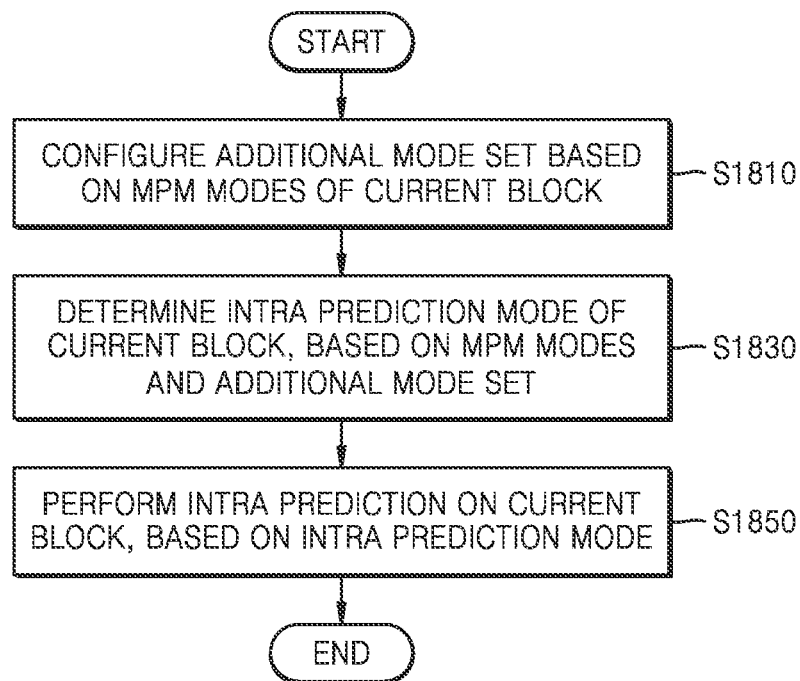 START
CONFIGURE ADDITIONAL MODE SET BASED
ON MPM MODES OF CURRENT BLOCK
S1810
DETERMINE INTRA PREDICTION MODE OF
CURRENT BLOCK, BASED ON MPM MODES
AND ADDITIONAL MODE SET
S1830
PERFORM INTRA PREDICTION ON CURRENT
BLOCK, BASED ON INTRA PREDICTION MODE
S1850
END